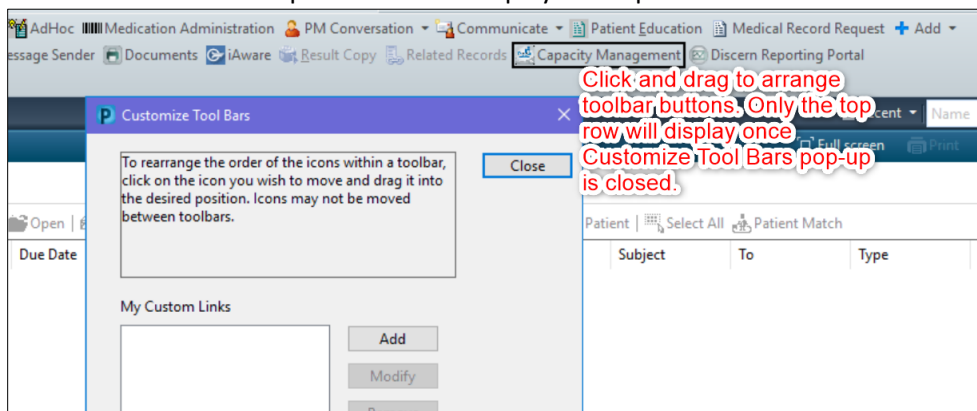 AdHoc Medication Administration PM Conversation Communicate Patient Education Medical Record Request Add
essage Sender Documents iAware Result Copy Related Records Capacity Management Discern Reporting Portal
Click and drag to arrange
toolbar buttons. Only the top
row will display once
Customize Tool Bars pop-up
is closed.
cent Name
Full screen Print
Customize Tool Bars
To rearrange the order of the icons within a toolbar,
click on the icon you wish to move and drag it into
the desired position. Icons may not be moved
between toolbars.
Close
Open Patient Select All Patient Match
Due Date Subject To Type
My Custom Links
Add
Modify